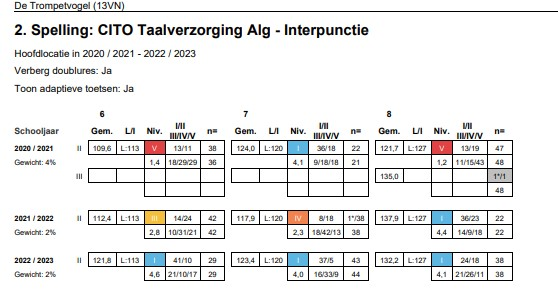 De Trompetvogel (13VN)
2. Spelling: CITO Taalverzorging Alg - Interpunctie
Hoofdlocatie in 2020 / 2021 - 2022 / 2023
Verberg doublures: Ja
Toon adaptieve toetsen: Ja
6 7 8
Schooljaar Gem. L/I Niv. I/II III/IV/V n= Gem. L/I Niv. I/II III/IV/V n= Gem. L/I Niv. I/II III/IV/V n=
2020 / 2021 II 109,6 L:113 V 13/11 38 124,0 L:120 I 36/18 22 121,7 L:127 V 13/19 47
Gewicht: 4% 1,4 18/29/29 36 4,1 9/18/18 21 1,2 11/15/43 48
III 135,0 1*/1
48
2021 / 2022 II 112,4 L:113 III 14/24 42 117,9 L:120 IV 8/18 1*/38 137,9 L:127 I 36/23 22
Gewicht: 2% 2,8 10/31/21 42 2,3 18/42/13 38 4,4 14/9/18 22
2022 / 2023 II 121,8 L:113 I 41/10 29 123,4 L:120 I 37/5 43 132,2 L:127 I 24/18 38
Gewicht: 2% 4,6 21/10/17 29 4,0 16/33/9 44 4,1 21/26/11 38